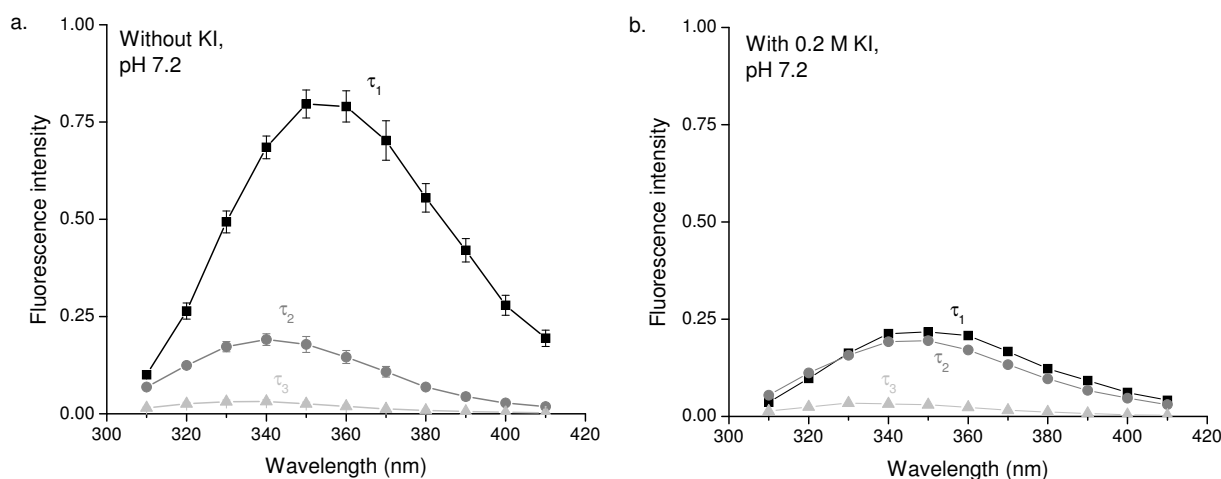 a.
Without KI,
pH 7.2
τ1
τ2
τ3
1.00
0.75
0.50
0.25
0.00
Fluorescence intensity
300 320 340 360 380 400 420
Wavelength (nm)
b.
With 0.2 M KI,
pH 7.2
τ1
τ2
τ3
1.00
0.75
0.50
0.25
0.00
Fluorescence intensity
300 320 340 360 380 400 420
Wavelength (nm)